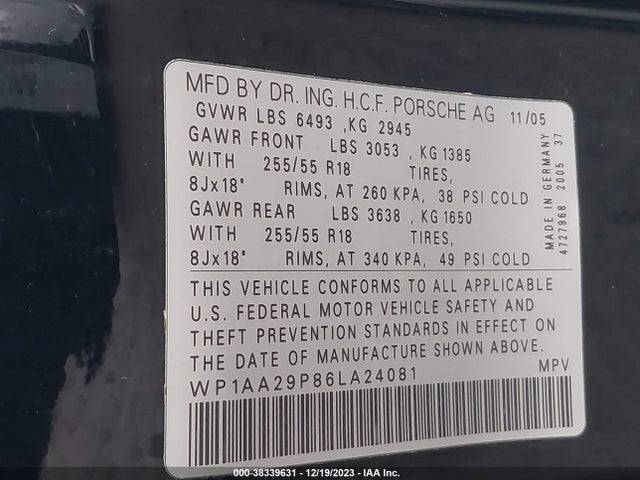 MFD BY DR. ING. H.C.F. PORSCHE AG 11/05
GVWR LBS 6493 ,KG 2945
GAWR FRONT LBS 3053 , KG 1385
WITH 255/55 R18 TIRES,
8Jx18" RIMS, AT 260 KPA, 38 PSI COLD
GAWR REAR LBS 3638 , KG 1650
WITH 255/55 R18 TIRES,
8Jx18" RIMS, AT 340 KPA, 49 PSI COLD
MADE IN GERMANY
4727968 2005 37
THIS VEHICLE CONFORMS TO ALL APPLICABLE
U.S. FEDERAL MOTOR VEHICLE SAFETY AND
THEFT PREVENTION STANDARDS IN EFFECT ON
THE DATE OF MANUFACTURE SHOWN ABOVE.
WP1AA29P86LA24081 MPV
000-38339631 - 12/19/2023 - IAA Inc.